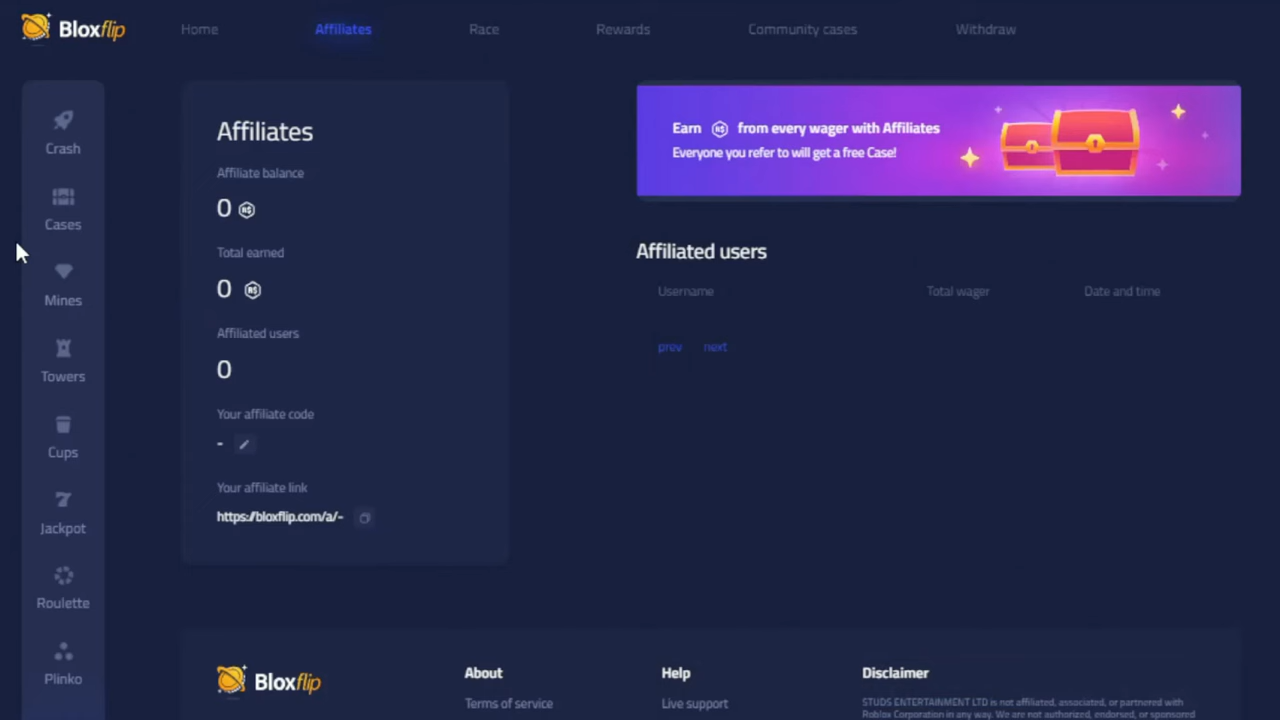 Bloxflip
Home
Affiliates
Race
Rewards
Community cases
Withdraw
Crash
Cases
Mines
Towers
Cups
Jackpot
Roulette
Plinko
Affiliates
Affiliate balance
0
Total earned
0
Affiliated users
0
Your affiliate code
-
Your affiliate link
https://bloxflip.com/a/-
Earn R$ from every wager with Affiliates
Everyone you refer to will get a free Case!
Affiliated users
Username
Total wager
Date and time
prev
next
Bloxflip
About
Terms of service
Help
Live support
Disclaimer
STUDS ENTERTAINMENT LTD is not affiliated, associated, or partnered with
Roblox Corporation in any way. We are not authorized, endorsed, or sponsored